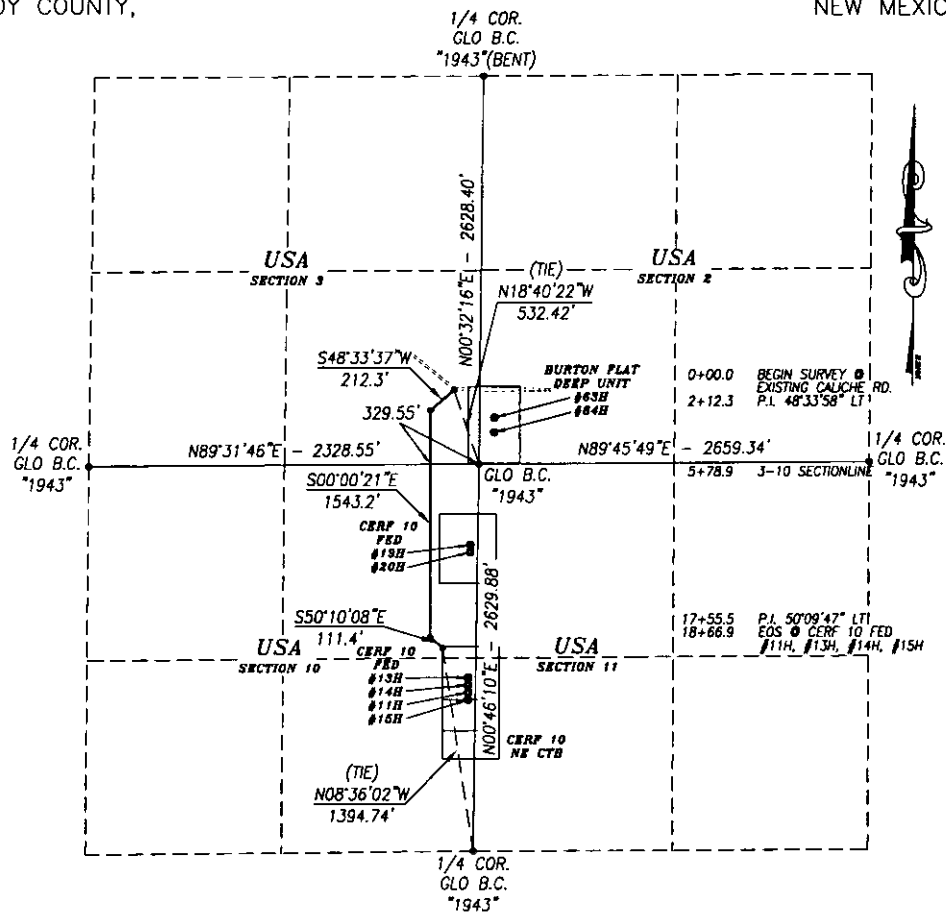 DY COUNTY,
NEW MEXIC
1/4 COR.
GLO B.C.
"1943"(BENT)
N00°32'16"E - 2628.40'
USA
SECTION 3
USA
SECTION 2
(TIE)
N18°40'22"W
532.42'
S48°33'37"W
212.3'
329.55'
BURTON FLAT
DEEP UNIT
#63H
#64H
0+00.0 BEGIN SURVEY @
EXISTING CALICHE RD.
2+12.3 P.I. 48°33'58" LT
1/4 COR.
GLO B.C.
"1943"
N89°31'46"E - 2328.55'
N89°45'49"E - 2659.34'
5+78.9 3-10 SECTIONLINE
1/4 COR.
GLO B.C.
"1943"
GLO B.C.
"1943"
S00°00'21"E
1543.2'
CERF 10
FED
#19H
#20H
N00°46'10"E - 2629.88'
S50°10'08"E
111.4'
17+55.5 P.I. 50°09'47" LT
18+66.9 EOS @ CERF 10 FED
#11H, #13H, #14H, #15H
USA
SECTION 10
USA
SECTION 11
CERF 10
FED
#13H
#14H
#11H
#15H
CERF 10
NE CTB
(TIE)
N08°36'02"W
1394.74'
1/4 COR.
GLO B.C.
"1943"